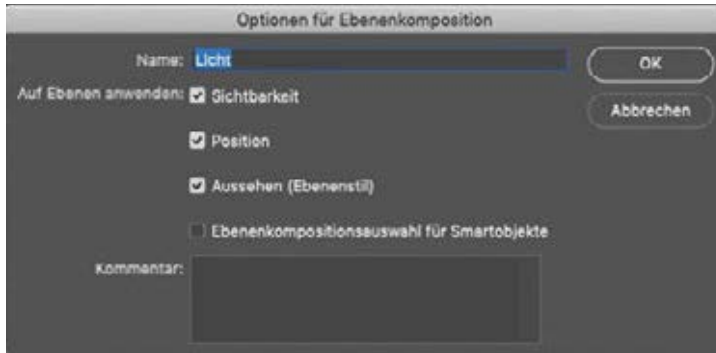 Optionen für Ebenenkomposition
Name: Licht
OK
Auf Ebenen anwenden: Sichtbarkeit
Abbrechen
Position
Aussehen (Ebenenstil)
Ebenenkompositionsauswahl für Smartobjekte
Kommentar: